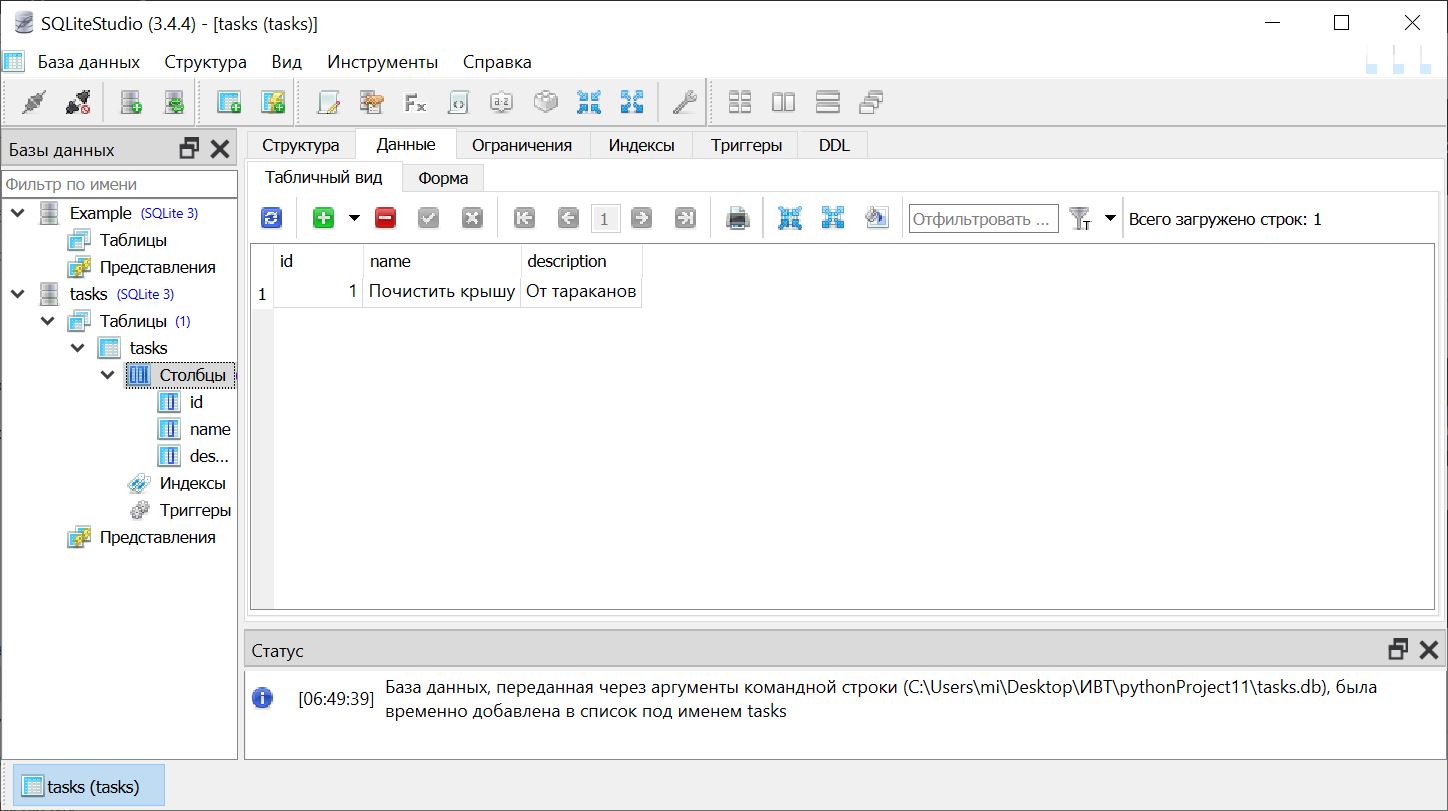 SQLiteStudio (3.4.4) - [tasks (tasks)]
База данных Структура Вид Инструменты Справка
Базы данных
Фильтр по имени
Example (SQLite 3)
Таблицы
Представления
tasks (SQLite 3)
Таблицы (1)
tasks
Столбцы
id
name
des...
Индексы
Триггеры
Представления
Структура Данные Ограничения Индексы Триггеры DDL
Табличный вид Форма
1 Отфильтровать ... Всего загружено строк: 1
id name description
1 1 Почистить крышу От тараканов
Статус
[06:49:39] База данных, переданная через аргументы командной строки (C:\Users\mi\Desktop\ИВТ\pythonProject11\tasks.db), была
временно добавлена в список под именем tasks
tasks (tasks)